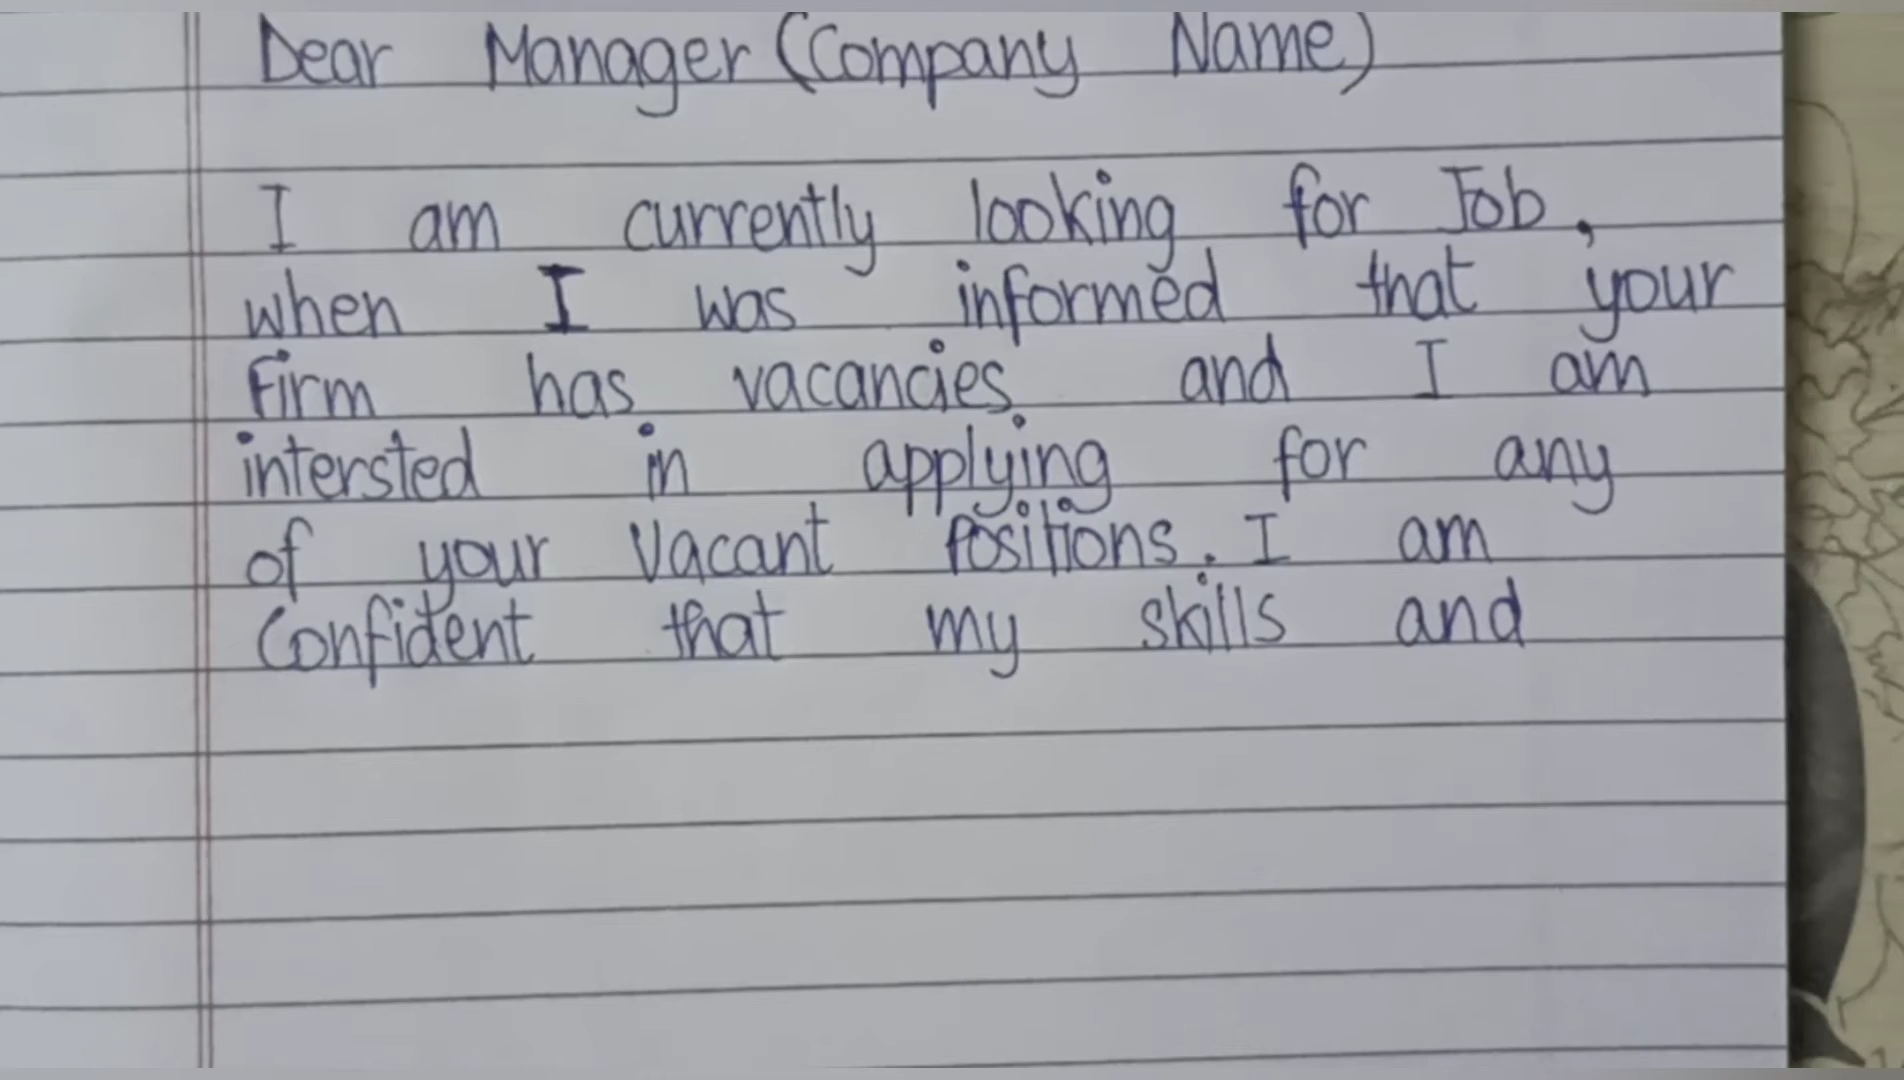 Dear Manager (Company Name)
I am currently looking for Job,
when I was informed that your
Firm has vacancies. and I am
intersted in applying for any
of your Vacant Positions. I am
Confident that my skills and